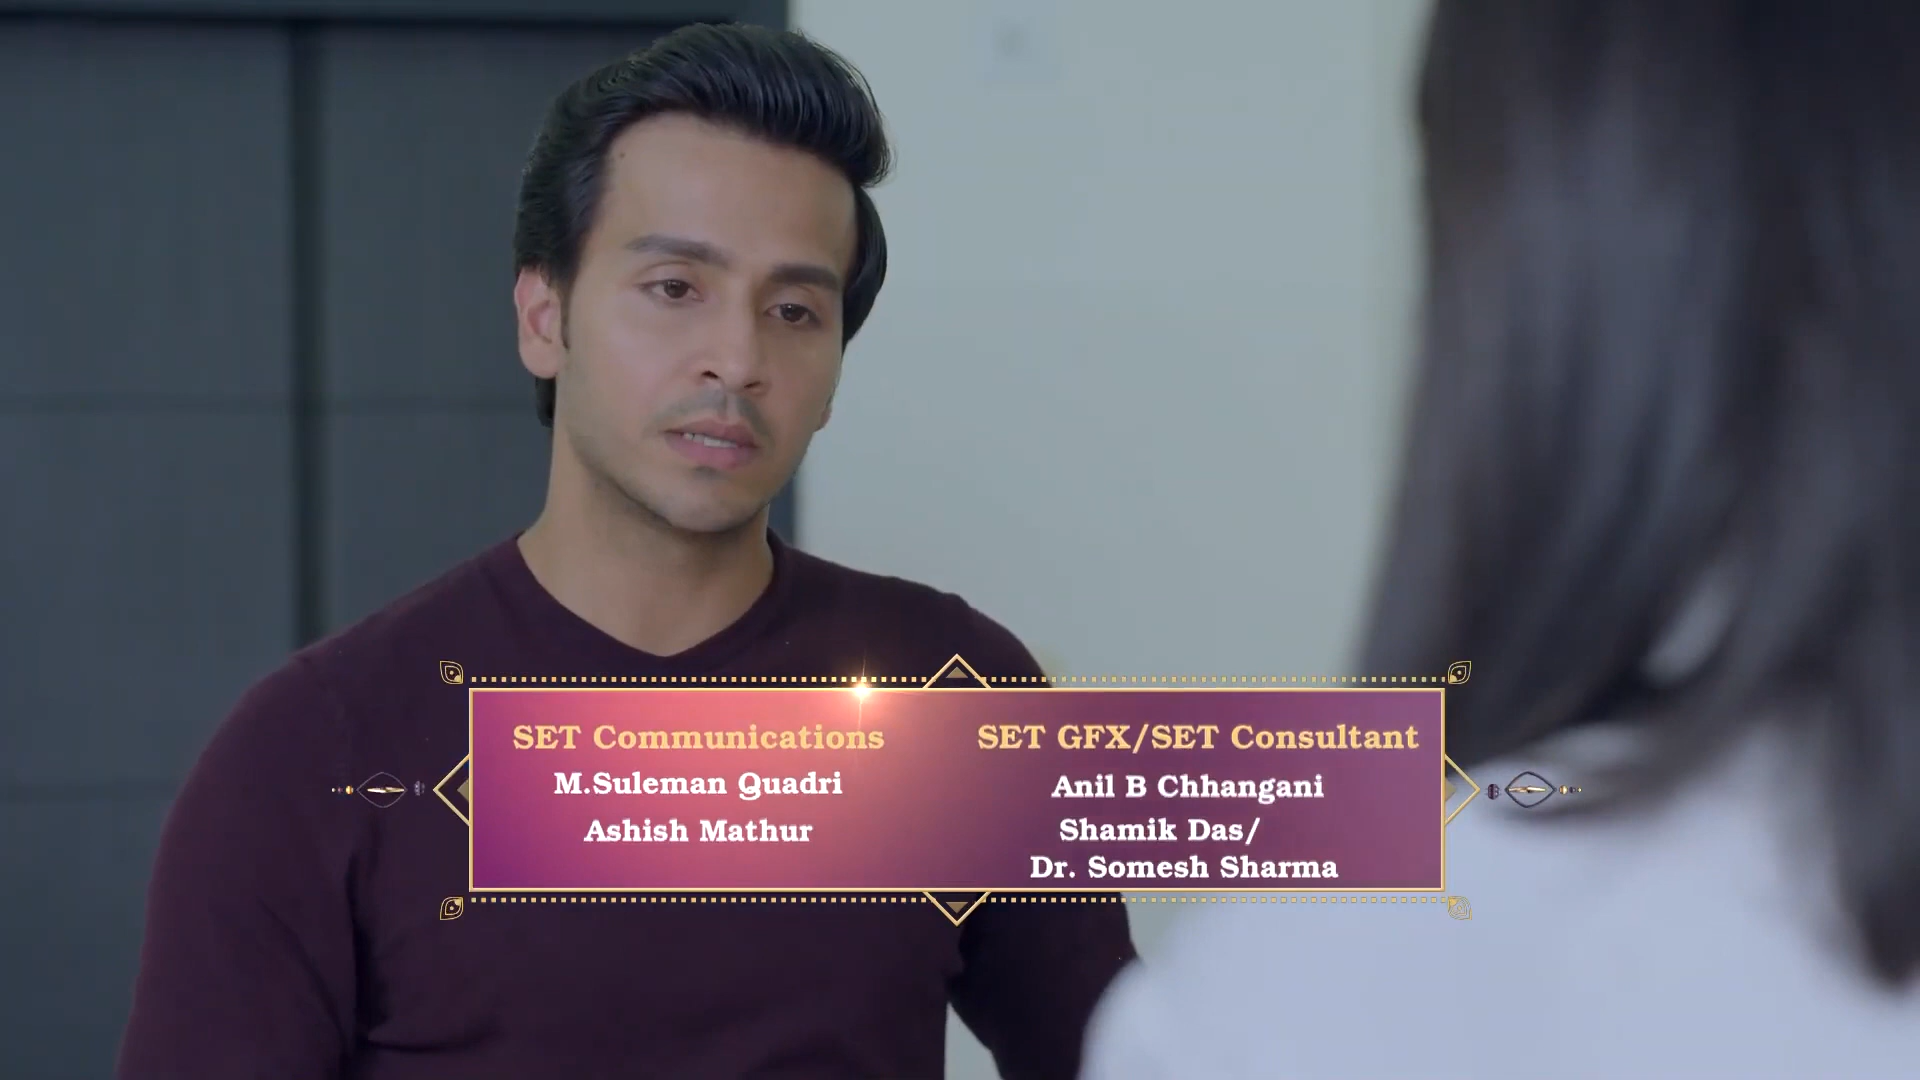 SET Communications
M.Suleman Quadri
Ashish Mathur
SET GFX/SET Consultant
Anil B Chhangani
Shamik Das/
Dr. Somesh Sharma